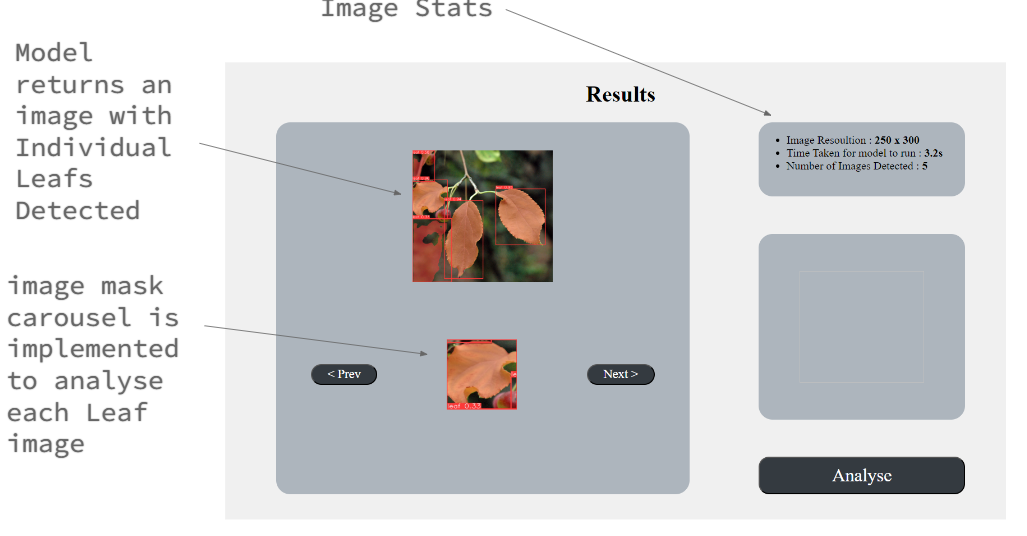 Image Stats
Model
returns an
image with
Individual
Leafs
Detected
image mask
carousel is
implemented
to analyse
each Leaf
image
Results
Image Resoultion : 250 x 300
Time Taken for model to run : 3.2s
Number of Images Detected : 5
< Prev
leaf 0.33
Next >
Analyse